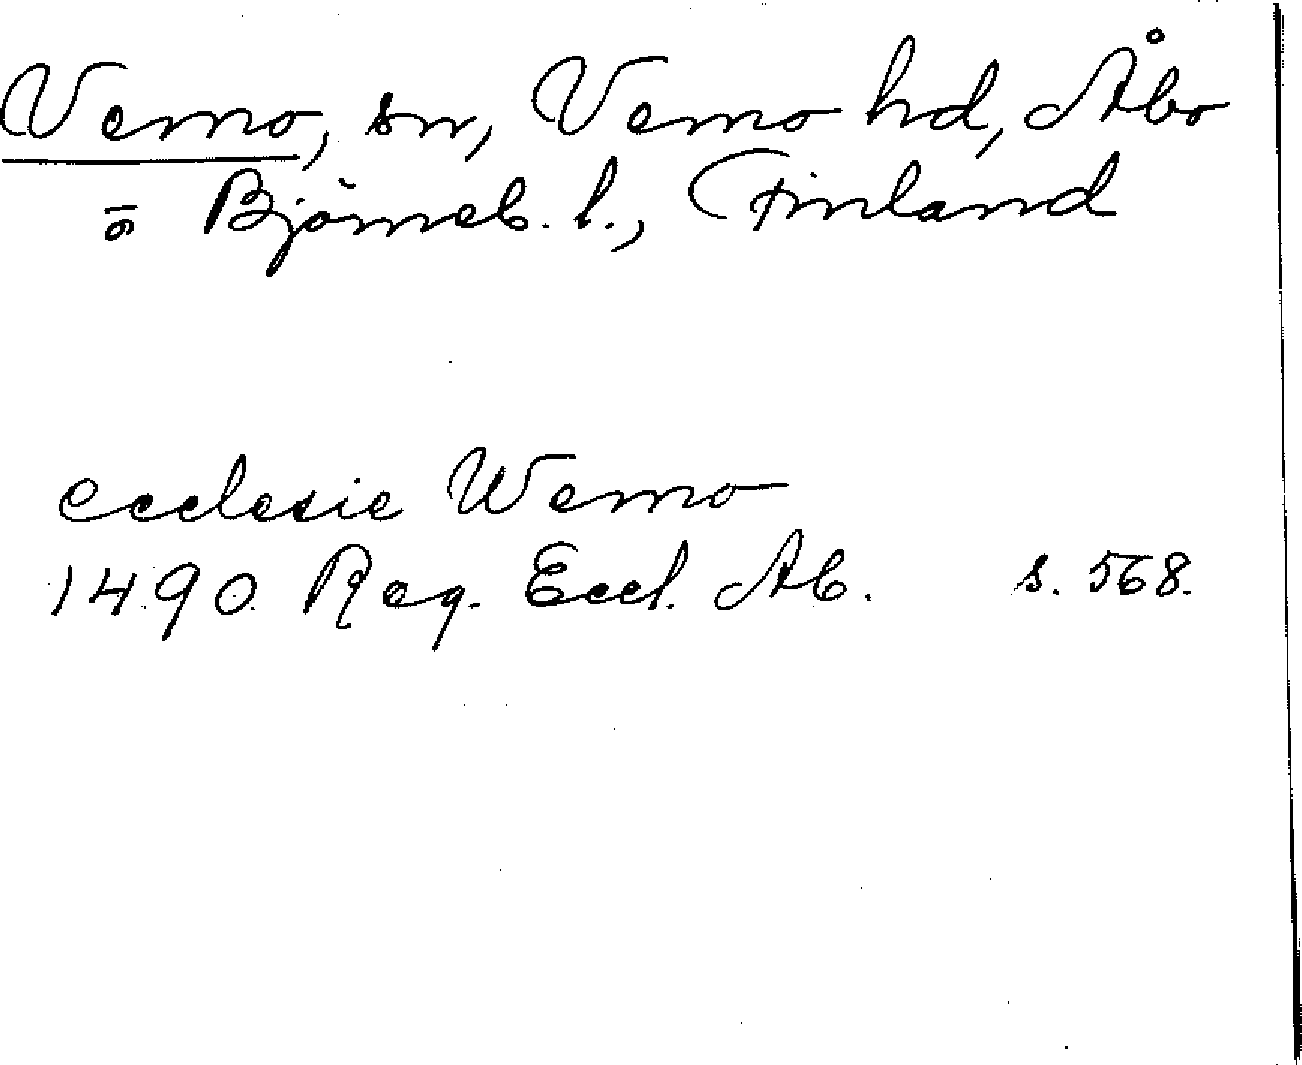 Vemo, sn, Vemo hd, Åbo
o Björneb. l., Finland
ecclesie Wemo
1490 Reg. Eccl. Ab. s. 568.